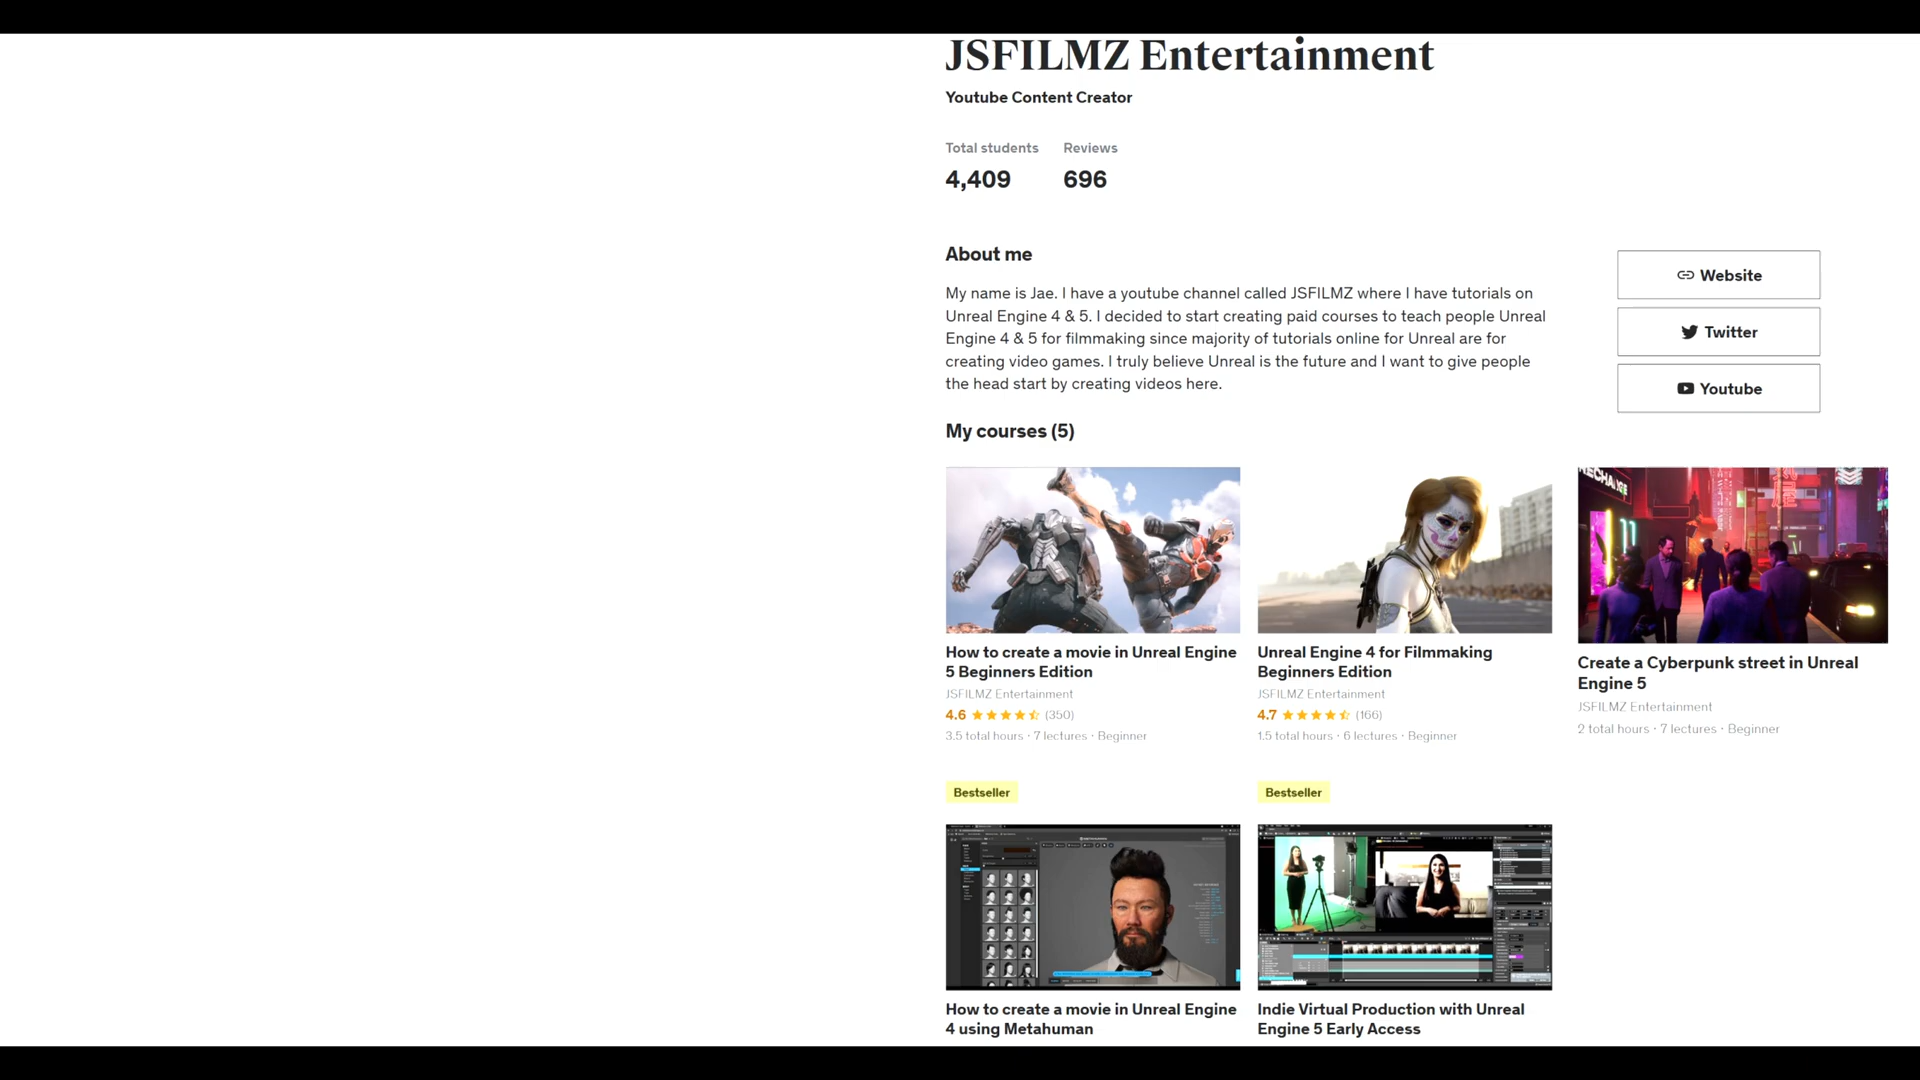 JSFILMZ Entertainment
Youtube Content Creator
Total students
Reviews
4,409
696
About me
My name is Jae. I have a youtube channel called JSFILMZ where I have tutorials on
Unreal Engine 4 & 5. I decided to start creating paid courses to teach people Unreal
Engine 4 & 5 for filmmaking since majority of tutorials online for Unreal are for
creating video games. I truly believe Unreal is the future and I want to give people
the head start by creating videos here.
Website
Twitter
Youtube
My courses (5)
How to create a movie in Unreal Engine
5 Beginners Edition
JSFILMZ Entertainment
4.6 (350)
3.5 total hours · 7 lectures · Beginner
Bestseller
Unreal Engine 4 for Filmmaking
Beginners Edition
JSFILMZ Entertainment
4.7 (166)
1.5 total hours · 6 lectures · Beginner
Bestseller
Create a Cyberpunk street in Unreal
Engine 5
JSFILMZ Entertainment
2 total hours · 7 lectures · Beginner
How to create a movie in Unreal Engine
4 using Metahuman
Indie Virtual Production with Unreal
Engine 5 Early Access